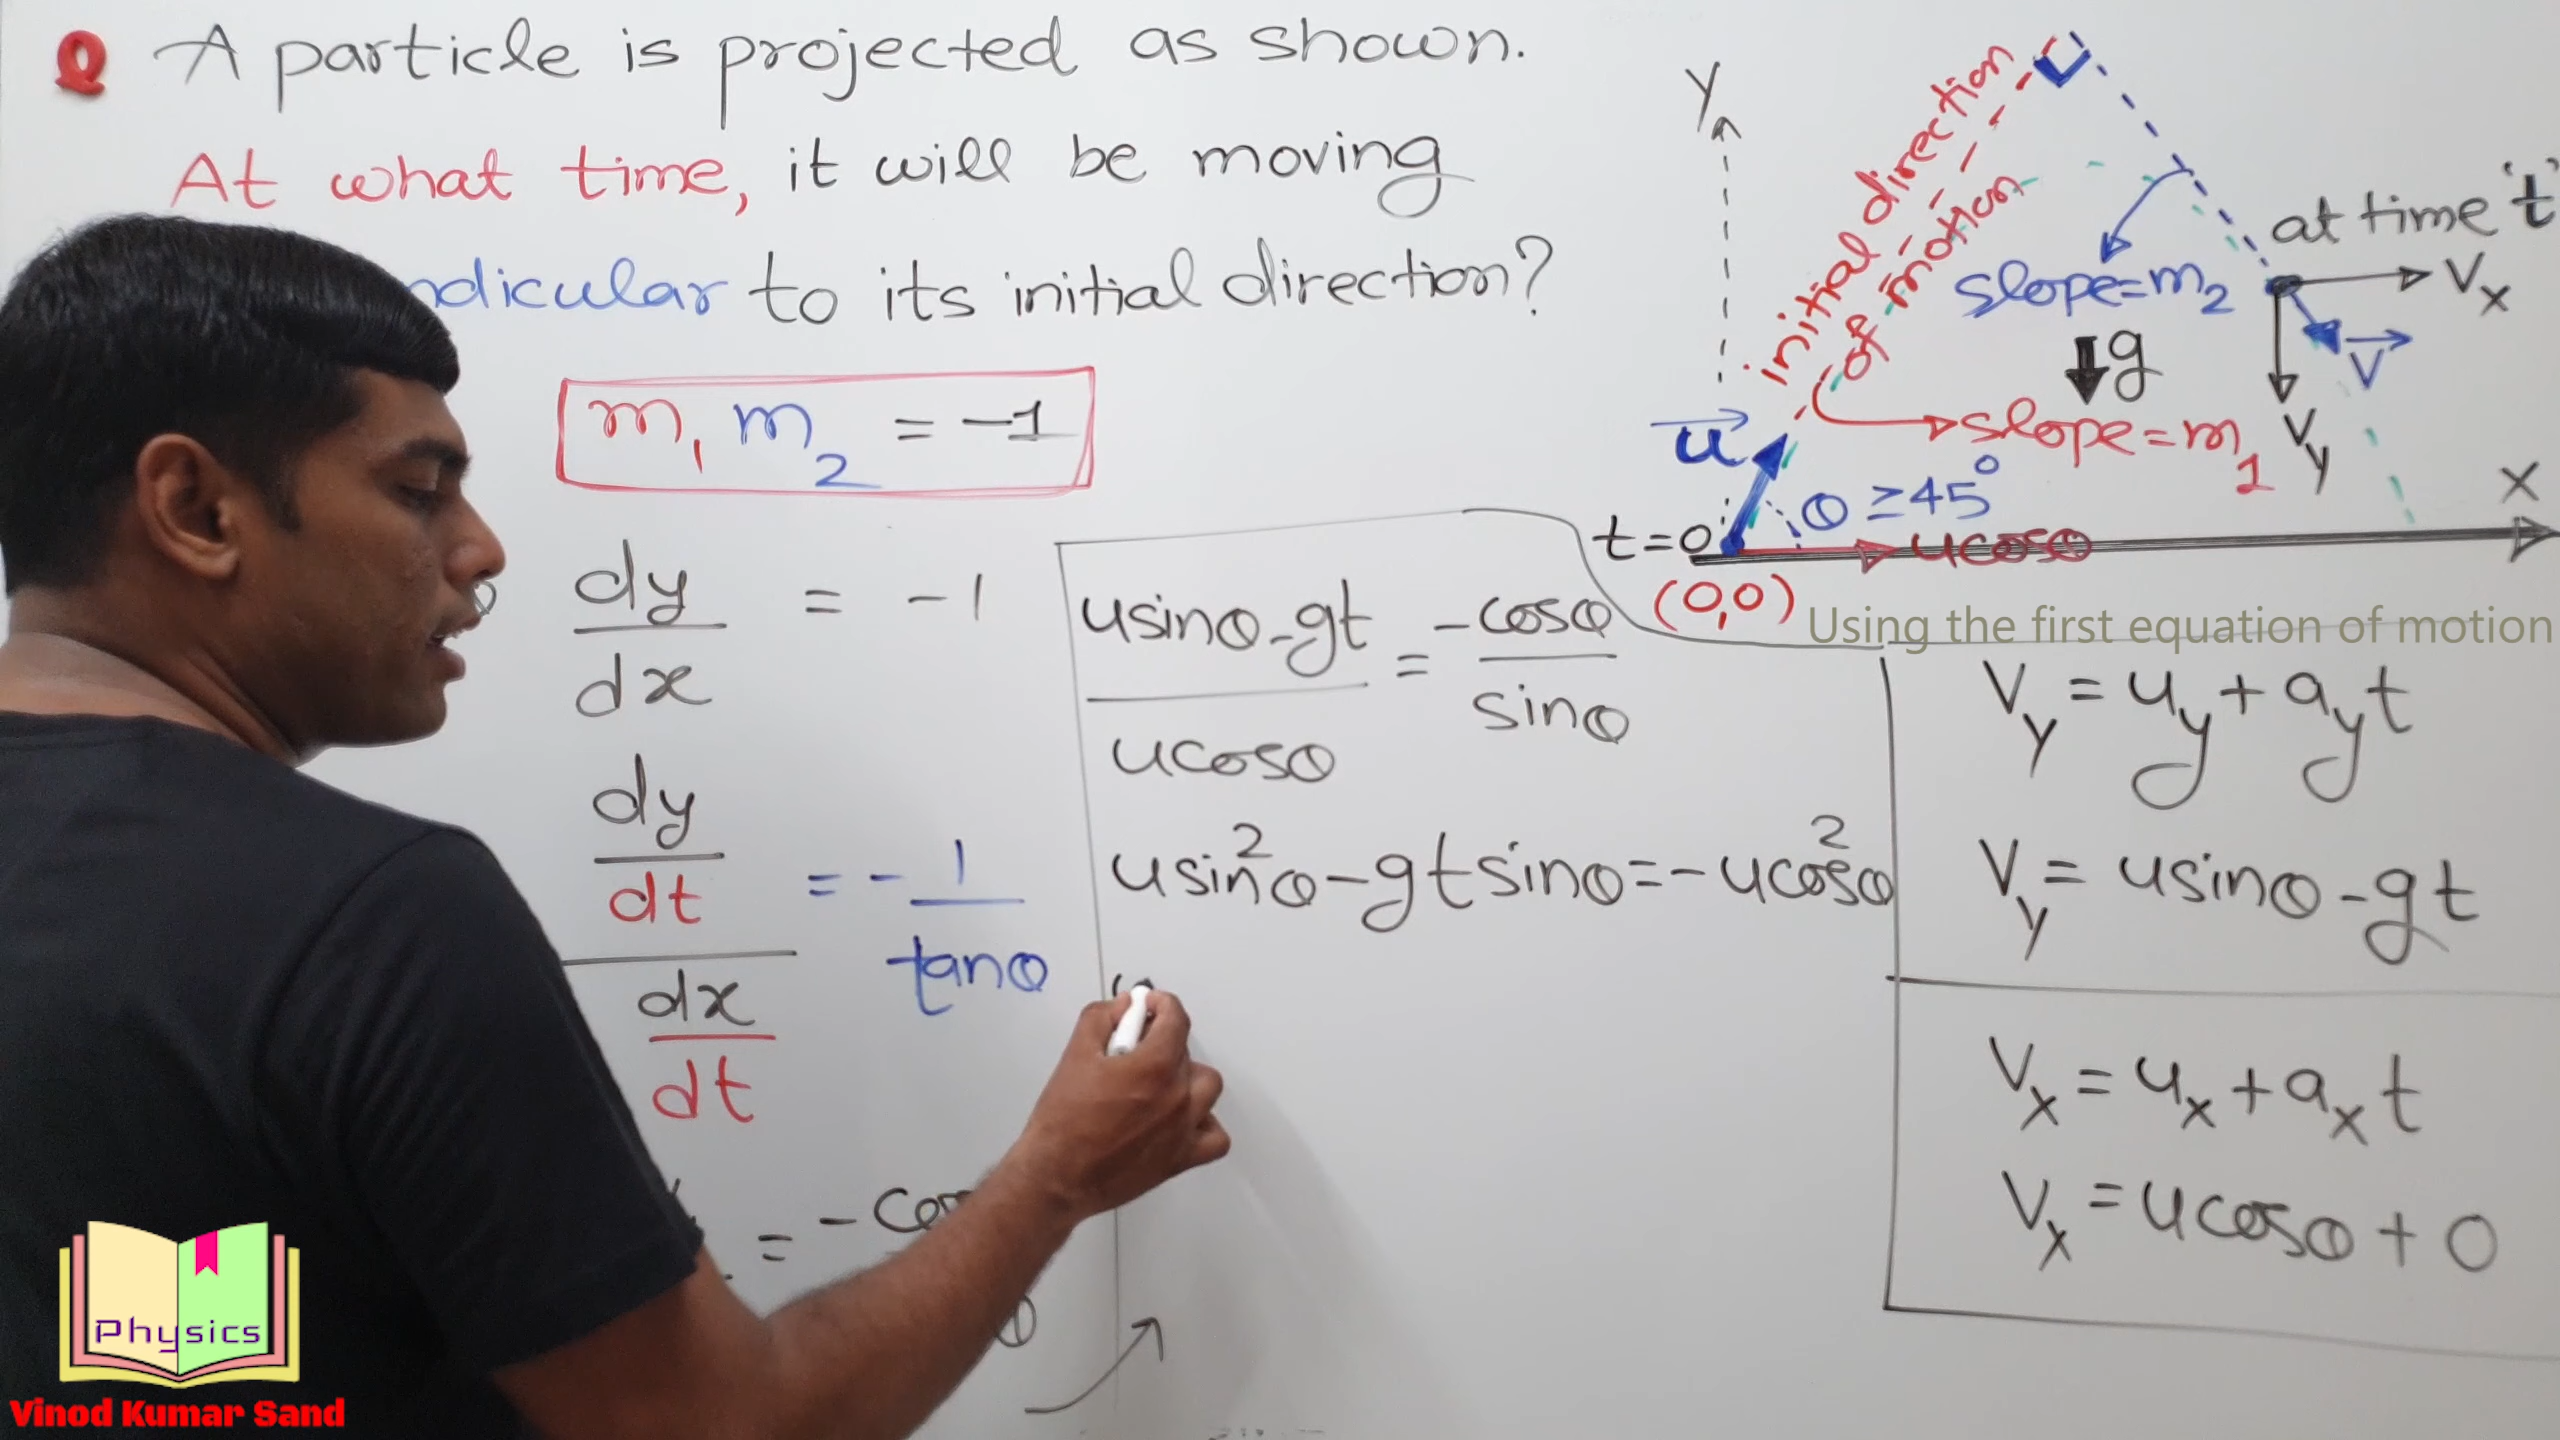 Q A particle is projected as shown.
At what time, it will be moving
ndicular to its initial direction?
m₁ m₂ = -1
dy/dx = -1
dy/dt / dx/dt = - 1/tanθ
= -cos
usinθ-gt / ucosθ = -cosθ / sinθ
usin²θ-gtsinθ=-ucos²θ
Y
initial direction
of motion
at time 't'
slope=m₂
Vx
g
V
slope=m₁
Vy
u
θ ≥45°
X
t=0
ucosθ
(0,0)
Using the first equation of motion
Vy = uy + ayt
Vy = usinθ-gt
Vx = ux + axt
Vx = ucosθ + 0
Physics
Vinod Kumar Sand